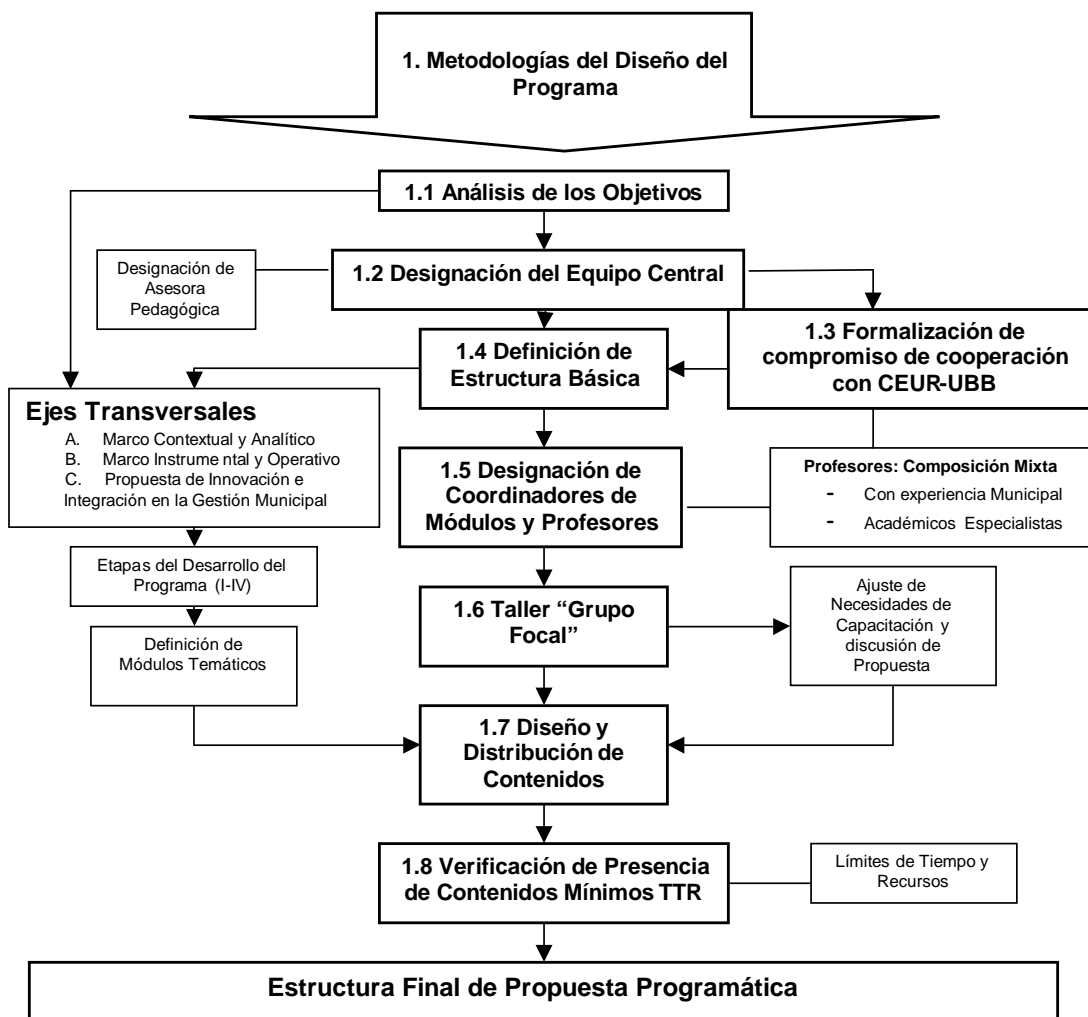 1. Metodologías del Diseño del
Programa
1.1 Análisis de los Objetivos
Designación de
Asesora
Pedagógica
1.2 Designación del Equipo Central
1.3 Formalización de
compromiso de cooperación
con CEUR-UBB
1.4 Definición de
Estructura Básica
Ejes Transversales
A. Marco Contextual y Analítico
B. Marco Instrume ntal y Operativo
C. Propuesta de Innovación e
Integración en la Gestión Municipal
1.5 Designación de
Coordinadores de
Módulos y Profesores
Profesores: Composición Mixta
- Con experiencia Municipal
- Académicos Especialistas
Etapas del Desarrollo del
Programa (I-IV)
1.6 Taller “Grupo
Focal”
Ajuste de
Necesidades de
Capacitación y
discusión de
Propuesta
Definición de
Módulos Temáticos
1.7 Diseño y
Distribución de
Contenidos
1.8 Verificación de Presencia
de Contenidos Mínimos TTR
Límites de Tiempo y
Recursos
Estructura Final de Propuesta Programática